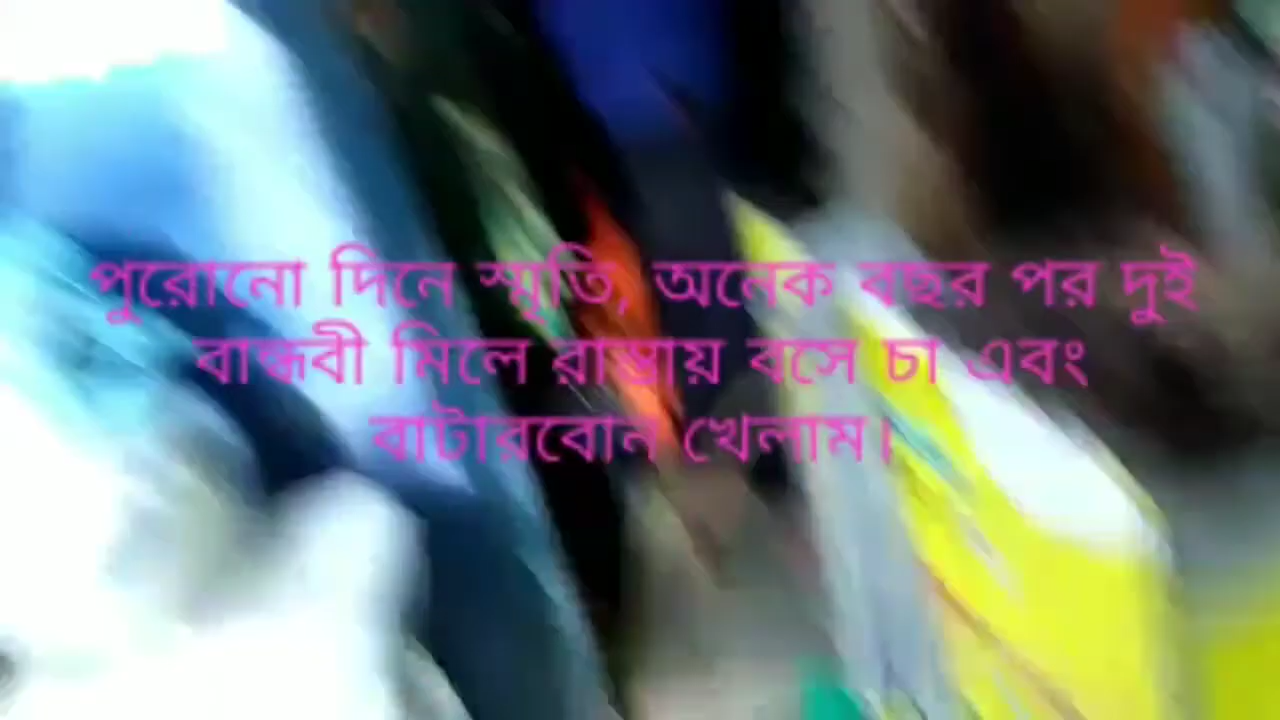 পুরোনো দিনে স্মৃতি, অনেক বছর পর দুই
বান্ধবী মিলে রাস্তায় বসে চা এবং
বাটারবোন খেলাম।